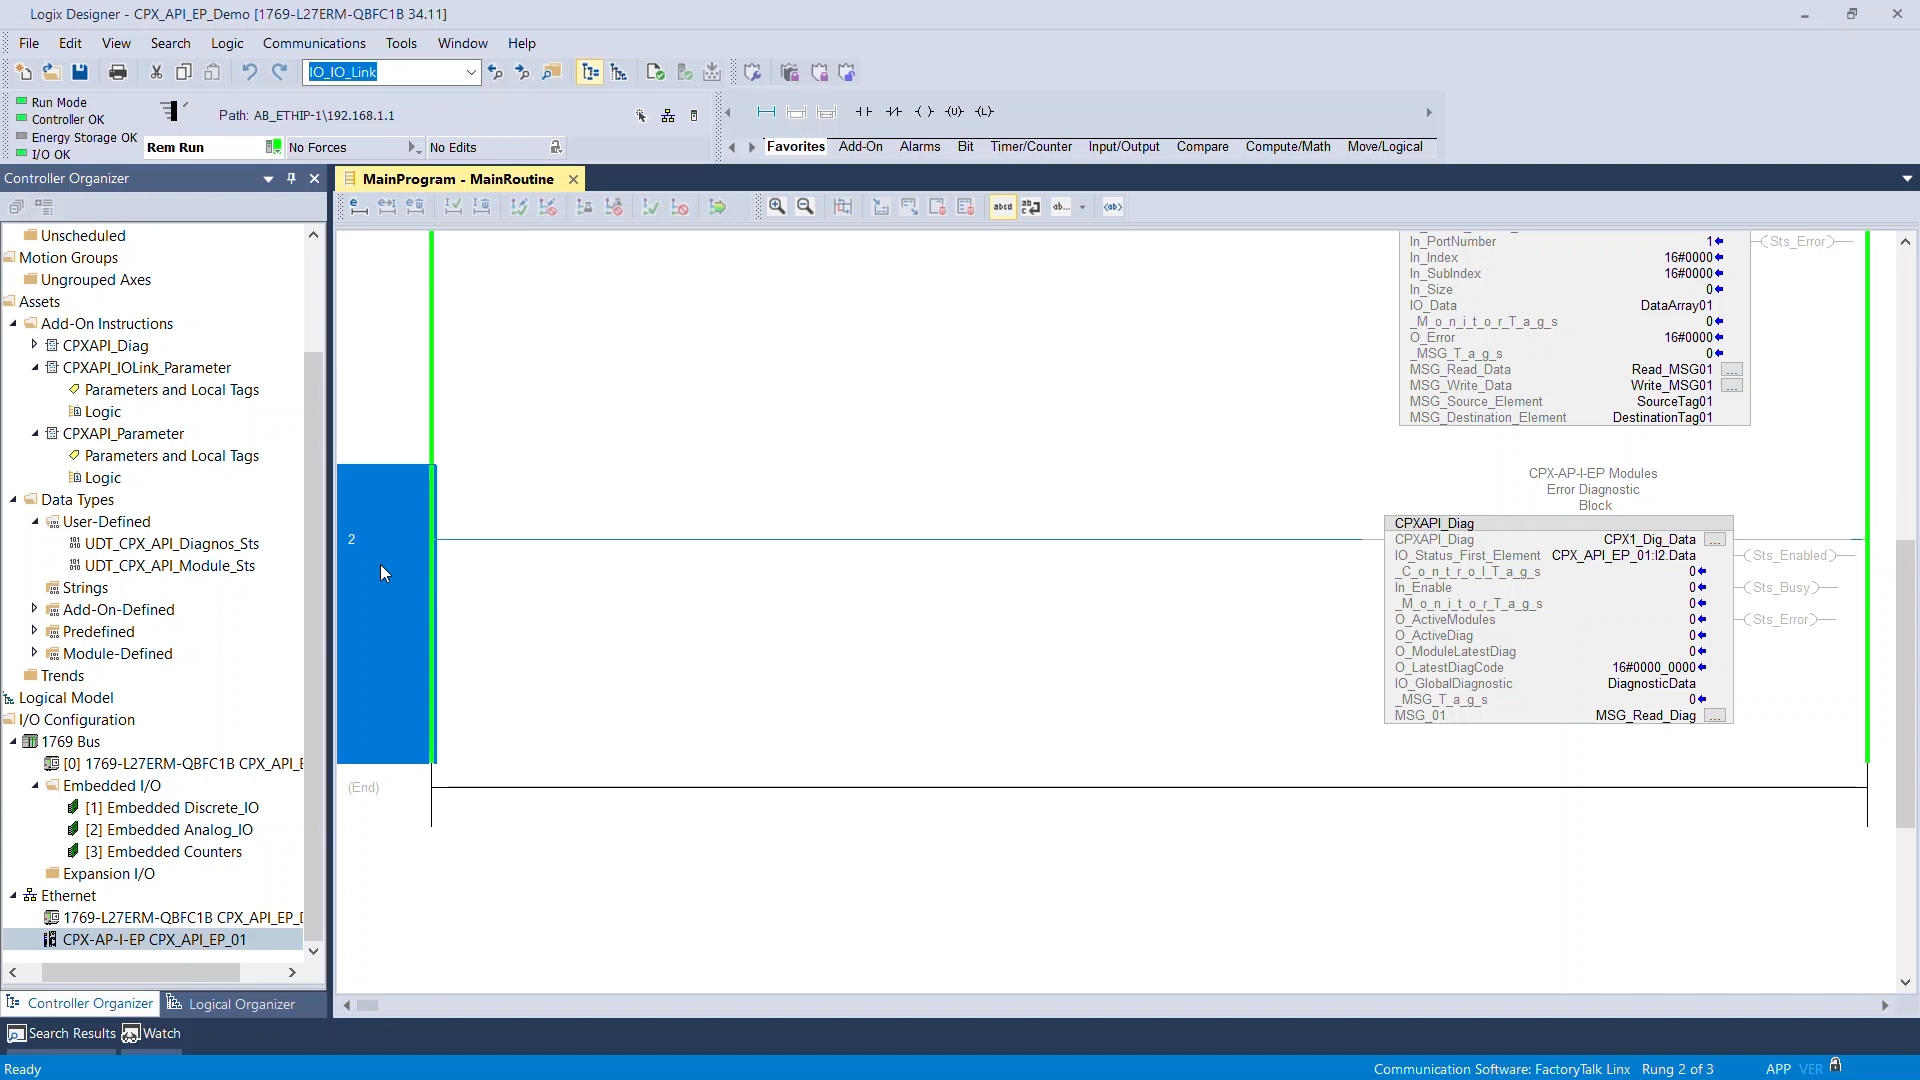 Logix Designer - CPX_API_EP_Demo [1769-L27ERM-QBFC1B 34.11]
File Edit View Search Logic Communications Tools Window Help
IO_IO_Link
Run Mode
Controller OK
Energy Storage OK
I/O OK
Path: AB_ETHIP-1\192.168.1.1
Rem Run
No Forces
No Edits
Favorites Add-On Alarms Bit Timer/Counter Input/Output Compare Compute/Math Move/Logical
Controller Organizer
MainProgram - MainRoutine
Unscheduled
Motion Groups
Ungrouped Axes
Assets
Add-On Instructions
CPXAPI_Diag
CPXAPI_IOLink_Parameter
Parameters and Local Tags
Logic
CPXAPI_Parameter
Parameters and Local Tags
Logic
Data Types
User-Defined
UDT_CPX_API_Diagnos_Sts
UDT_CPX_API_Module_Sts
Strings
Add-On-Defined
Predefined
Module-Defined
Trends
Logical Model
I/O Configuration
1769 Bus
[0] 1769-L27ERM-QBFC1B CPX_API_E
Embedded I/O
[1] Embedded Discrete_IO
[2] Embedded Analog_IO
[3] Embedded Counters
Expansion I/O
Ethernet
1769-L27ERM-QBFC1B CPX_API_EP_D
CPX-AP-I-EP CPX_API_EP_01
Controller Organizer
Logical Organizer
In_PortNumber 1
(Sts_Error)
In_Index 16#0000
In_SubIndex 16#0000
In_Size 0
IO_Data DataArray01
_M_o_n_i_t_o_r_T_a_g_s 0
O_Error 16#0000
_MSG_T_a_g_s 0
MSG_Read_Data Read_MSG01 ...
MSG_Write_Data Write_MSG01 ...
MSG_Source_Element SourceTag01
MSG_Destination_Element DestinationTag01
CPX-AP-I-EP Modules
Error Diagnostic
Block
2
CPXAPI_Diag
CPXAPI_Diag CPX1_Dig_Data ...
IO_Status_First_Element CPX_API_EP_01:I2.Data
(Sts_Enabled)
_C_o_n_t_r_o_l_T_a_g_s 0
In_Enable 0
(Sts_Busy)
_M_o_n_i_t_o_r_T_a_g_s 0
O_ActiveModules 0
(Sts_Error)
O_ActiveDiag 0
O_ModuleLatestDiag 0
O_LatestDiagCode 16#0000_0000
IO_GlobalDiagnostic DiagnosticData
_MSG_T_a_g_s 0
MSG_01 MSG_Read_Diag ...
(End)
Search Results
Watch
Ready
Communication Software: FactoryTalk Linx Rung 2 of 3 APP VER